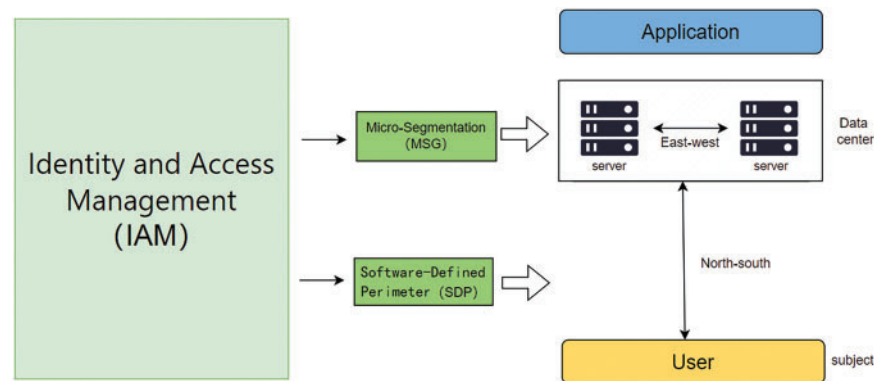 Identity and Access
Management
(IAM)
Micro-Segmentation
(MSG)
Software-Defined
Perimeter (SDP)
Application
server
East-west
server
Data
center
North-south
User
subject